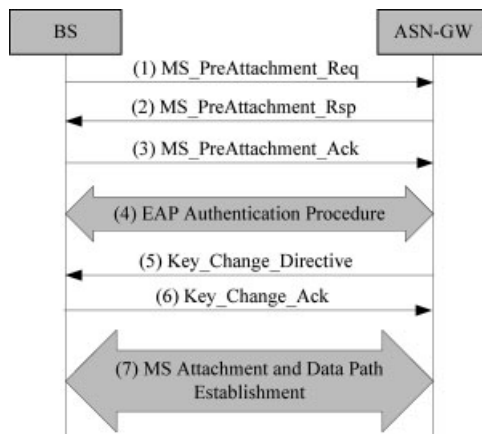 BS
ASN-GW
(1) MS_PreAttachment_Req
(2) MS_PreAttachment_Rsp
(3) MS_PreAttachment_Ack
(4) EAP Authentication Procedure
(5) Key_Change_Directive
(6) Key_Change_Ack
(7) MS Attachment and Data Path
Establishment